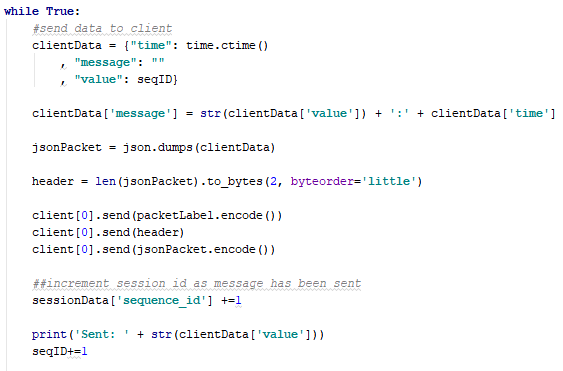 while True:
    #send data to client
    clientData = {"time": time.ctime()
        , "message": ""
        , "value": seqID}
    clientData['message'] = str(clientData['value']) + ':' + clientData['time']
    jsonPacket = json.dumps(clientData)
    header = len(jsonPacket).to_bytes(2, byteorder='little')
    client[0].send(packetLabel.encode())
    client[0].send(header)
    client[0].send(jsonPacket.encode())
    ##increment session id as message has been sent
    sessionData['sequence_id'] +=1
    print('Sent: ' + str(clientData['value']))
    seqID+=1